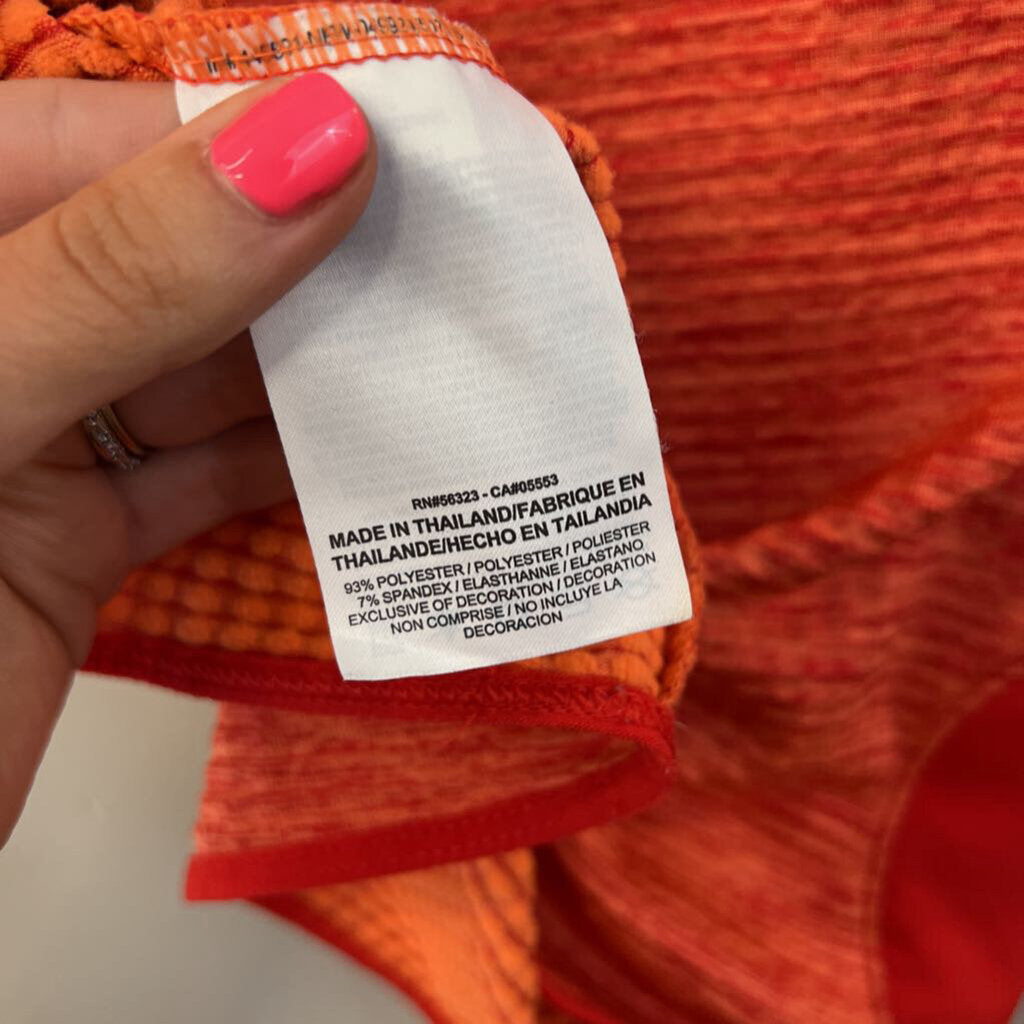 RN#56323 - CA#05553
MADE IN THAILAND/FABRIQUE EN
THAILANDE/HECHO EN TAILANDIA
93% POLYESTER / POLYESTER / POLIESTER
7% SPANDEX / ELASTHANNE / ELASTANO
EXCLUSIVE OF DECORATION / DECORATION
NON COMPRISE / NO INCLUYE LA
DECORACION